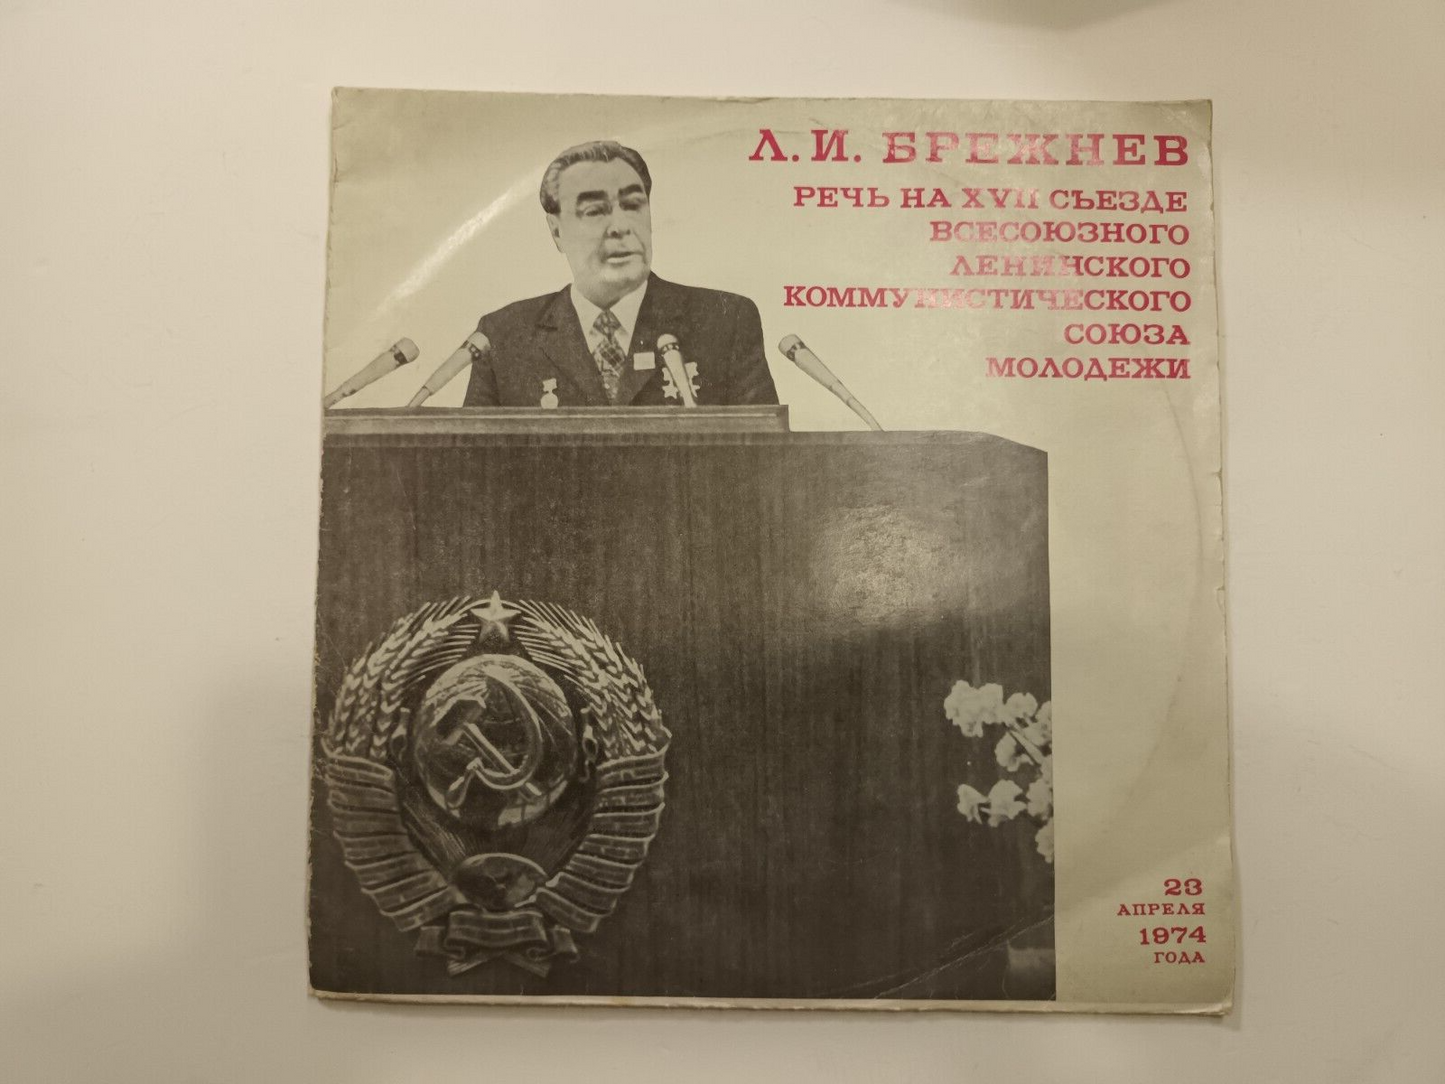 Л. И. БРЕЖНЕВ
РЕЧЬ НА XVII СЪЕЗДЕ
ВСЕСОЮЗНОГО
ЛЕНИНСКОГО
КОММУНИСТИЧЕСКОГО
СОЮЗА
МОЛОДЕЖИ
23
АПРЕЛЯ
1974
ГОДА